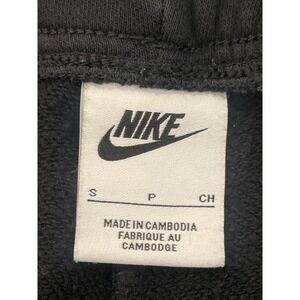 NIKE
S P CH
MADE IN CAMBODIA
FABRIQUE AU
CAMBODGE